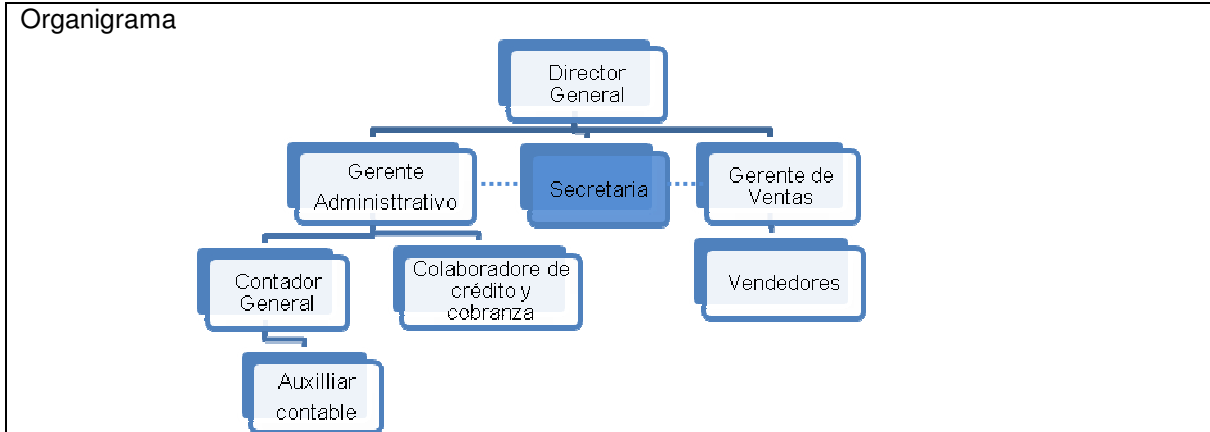 Organigrama
Director
General
Gerente
Administtrativo
Secretaria
Gerente de
Ventas
Contador
General
Colaboradore de
crédito y
cobranza
Vendedores
Auxilliar
contable